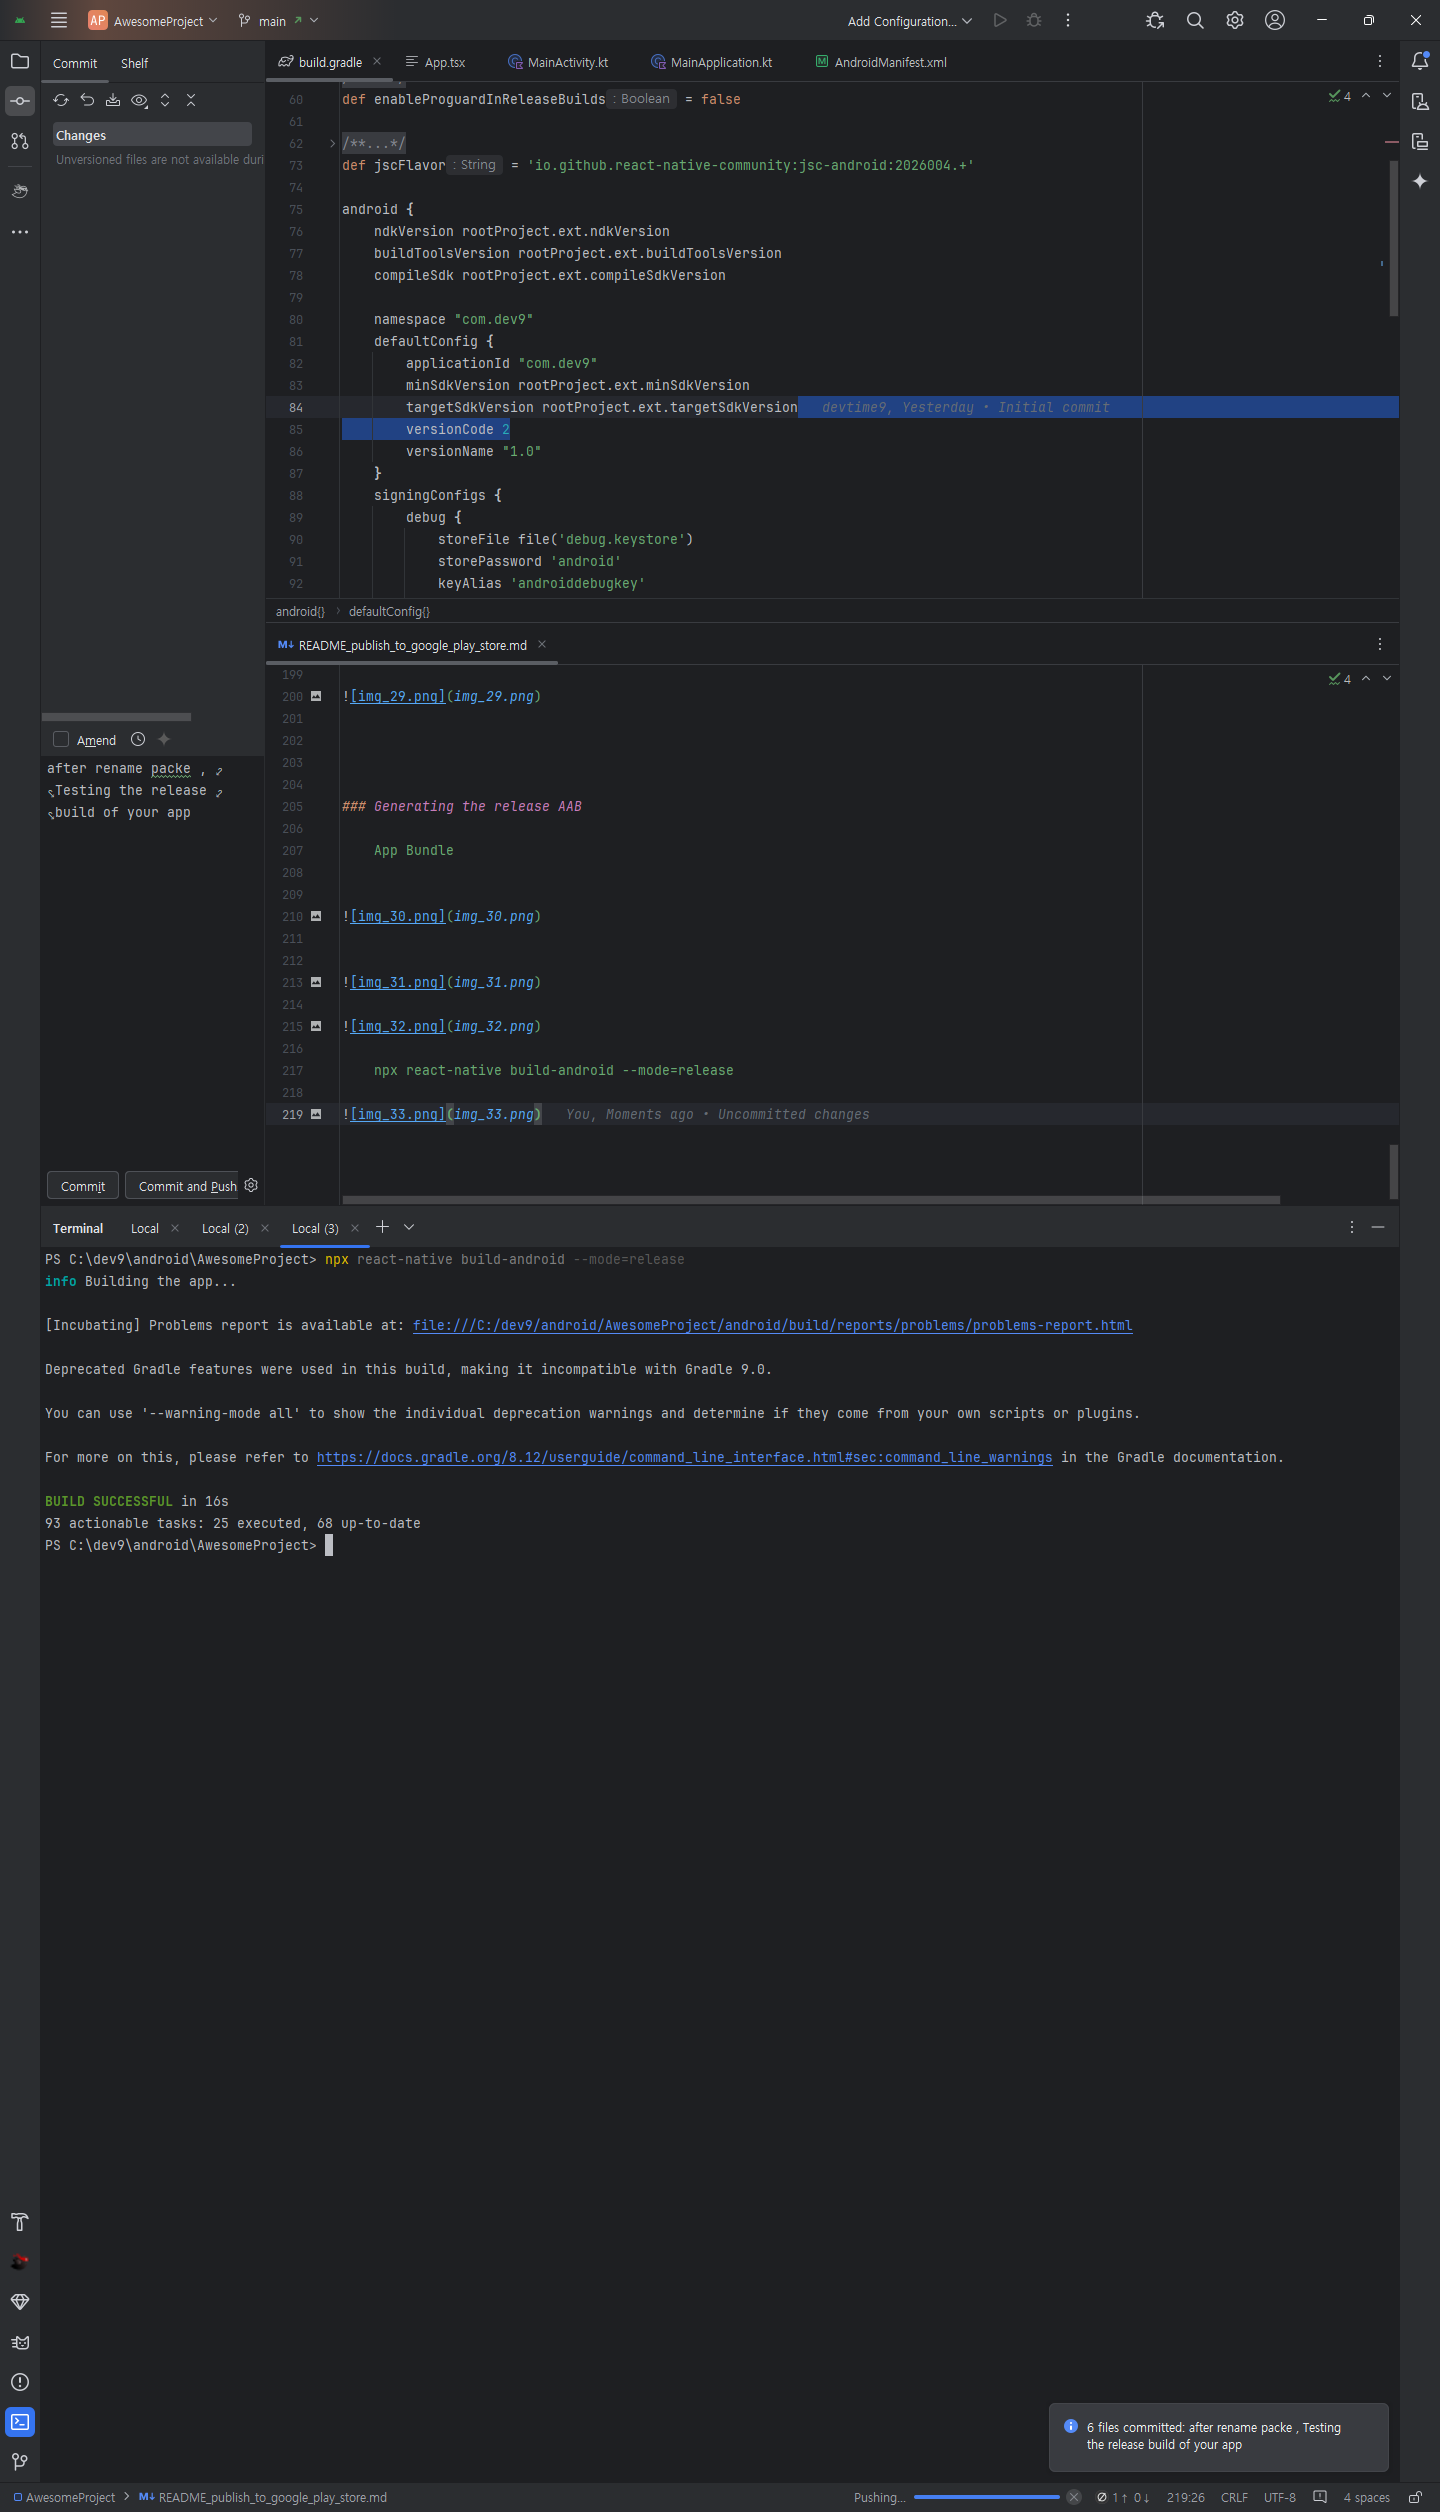 AP AwesomeProject main Add Configuration...
Commit Shelf
Changes
Unversioned files are not available duri
Amend
after rename packe ,
Testing the release
build of your app
Commit Commit and Push
build.gradle App.tsx MainActivity.kt MainApplication.kt AndroidManifest.xml
4
60 def enableProguardInReleaseBuilds : Boolean = false
61
62 /**...*/
73 def jscFlavor : String = 'io.github.react-native-community:jsc-android:2026004.+'
74
75 android {
76 ndkVersion rootProject.ext.ndkVersion
77 buildToolsVersion rootProject.ext.buildToolsVersion
78 compileSdk rootProject.ext.compileSdkVersion
79
80 namespace "com.dev9"
81 defaultConfig {
82 applicationId "com.dev9"
83 minSdkVersion rootProject.ext.minSdkVersion
84 targetSdkVersion rootProject.ext.targetSdkVersion devtime9, Yesterday • Initial commit
85 versionCode 2
86 versionName "1.0"
87 }
88 signingConfigs {
89 debug {
90 storeFile file('debug.keystore')
91 storePassword 'android'
92 keyAlias 'androiddebugkey'
android{} › defaultConfig{}
M↓ README_publish_to_google_play_store.md
4
199
200 ![img_29.png](img_29.png)
201
202
203
204
205 ### Generating the release AAB
206
207 App Bundle
208
209
210 ![img_30.png](img_30.png)
211
212
213 ![img_31.png](img_31.png)
214
215 ![img_32.png](img_32.png)
216
217 npx react-native build-android --mode=release
218
219 ![img_33.png](img_33.png) You, Moments ago • Uncommitted changes
Terminal Local Local (2) Local (3)
PS C:\dev9\android\AwesomeProject> npx react-native build-android --mode=release
info Building the app...
[Incubating] Problems report is available at: file:///C:/dev9/android/AwesomeProject/android/build/reports/problems/problems-report.html
Deprecated Gradle features were used in this build, making it incompatible with Gradle 9.0.
You can use '--warning-mode all' to show the individual deprecation warnings and determine if they come from your own scripts or plugins.
For more on this, please refer to https://docs.gradle.org/8.12/userguide/command_line_interface.html#sec:command_line_warnings in the Gradle documentation.
BUILD SUCCESSFUL in 16s
93 actionable tasks: 25 executed, 68 up-to-date
PS C:\dev9\android\AwesomeProject>
6 files committed: after rename packe , Testing
the release build of your app
AwesomeProject › M↓ README_publish_to_google_play_store.md Pushing... 1↑ 0↓ 219:26 CRLF UTF-8 4 spaces